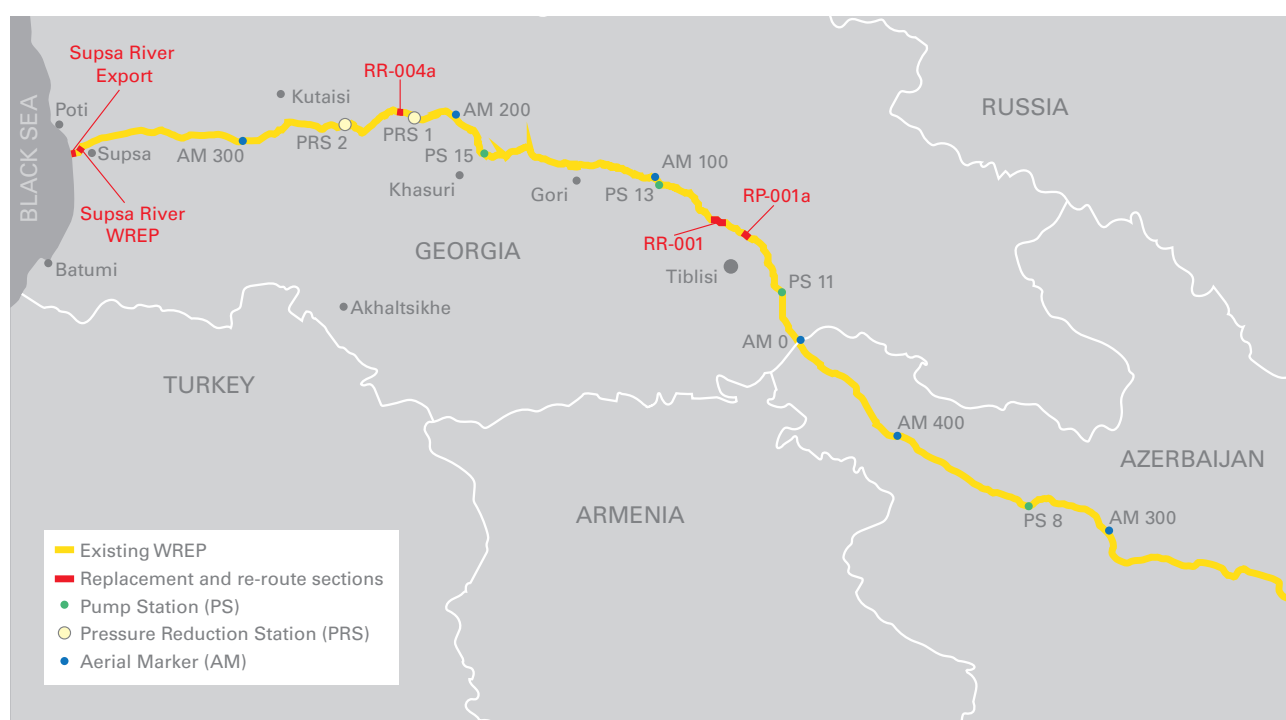 Supsa River
Export
RR-004a
RUSSIA
Kutaisi
Poti
BLACK SEA
AM 200
PRS 1
PRS 2
AM 300
Supsa
PS 15
AM 100
Khasuri
Gori
PS 13
RP-001a
Supsa River
WREP
RR-001
GEORGIA
Batumi
Tiblisi
PS 11
Akhaltsikhe
AM 0
TURKEY
AM 400
AZERBAIJAN
ARMENIA
PS 8
AM 300
Existing WREP
Replacement and re-route sections
Pump Station (PS)
Pressure Reduction Station (PRS)
Aerial Marker (AM)